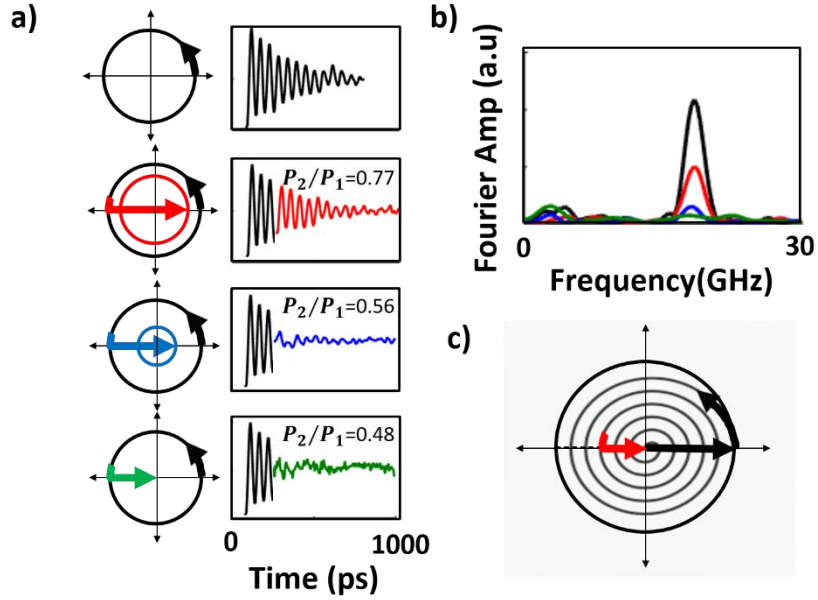 a)
P₂/P₁=0.77
P₂/P₁=0.56
P₂/P₁=0.48
0
1000
Time (ps)
b)
Fourier Amp (a.u)
0
30
Frequency(GHz)
c)